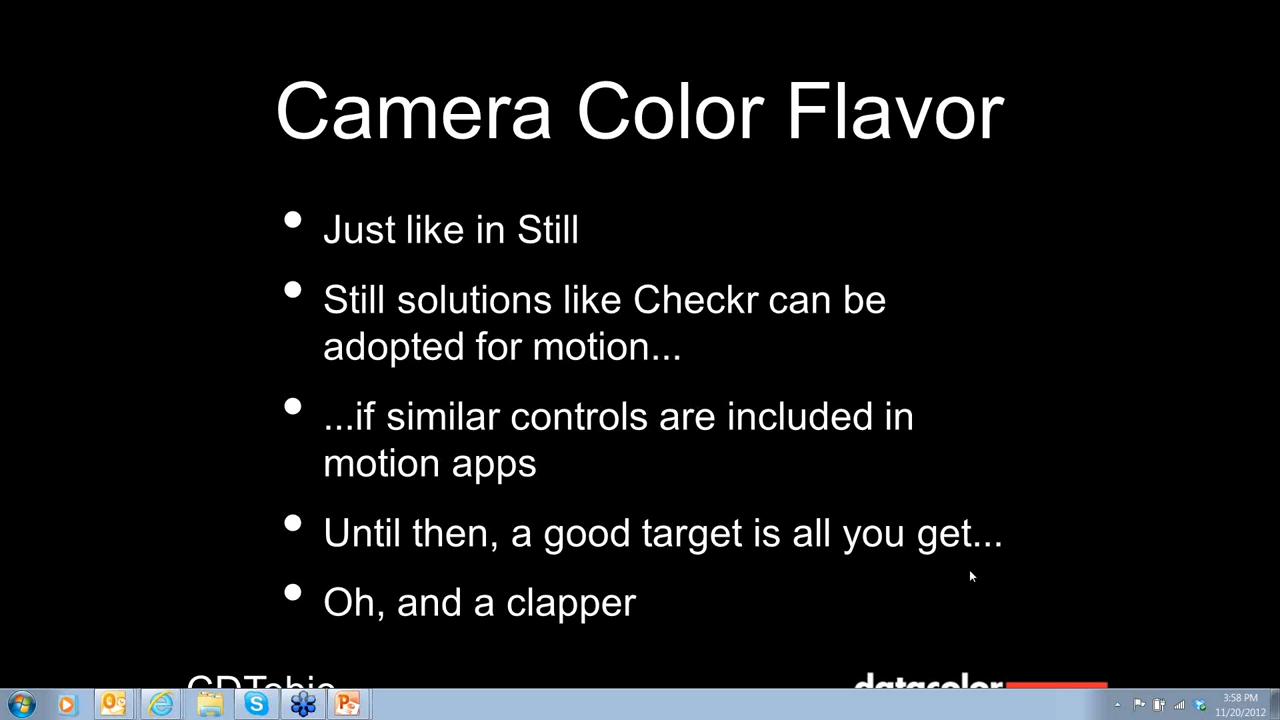 Camera Color Flavor
• Just like in Still
• Still solutions like Checkr can be
adopted for motion...
• ...if similar controls are included in
motion apps
• Until then, a good target is all you get...
• Oh, and a clapper
CDTobie
datacolor
3:58 PM
11/20/2012